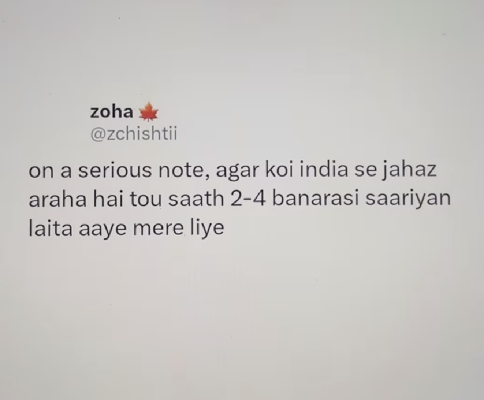 zoha 🍁
@zchishtii
on a serious note, agar koi india se jahaz
araha hai tou saath 2-4 banarasi saariyan
laita aaye mere liye